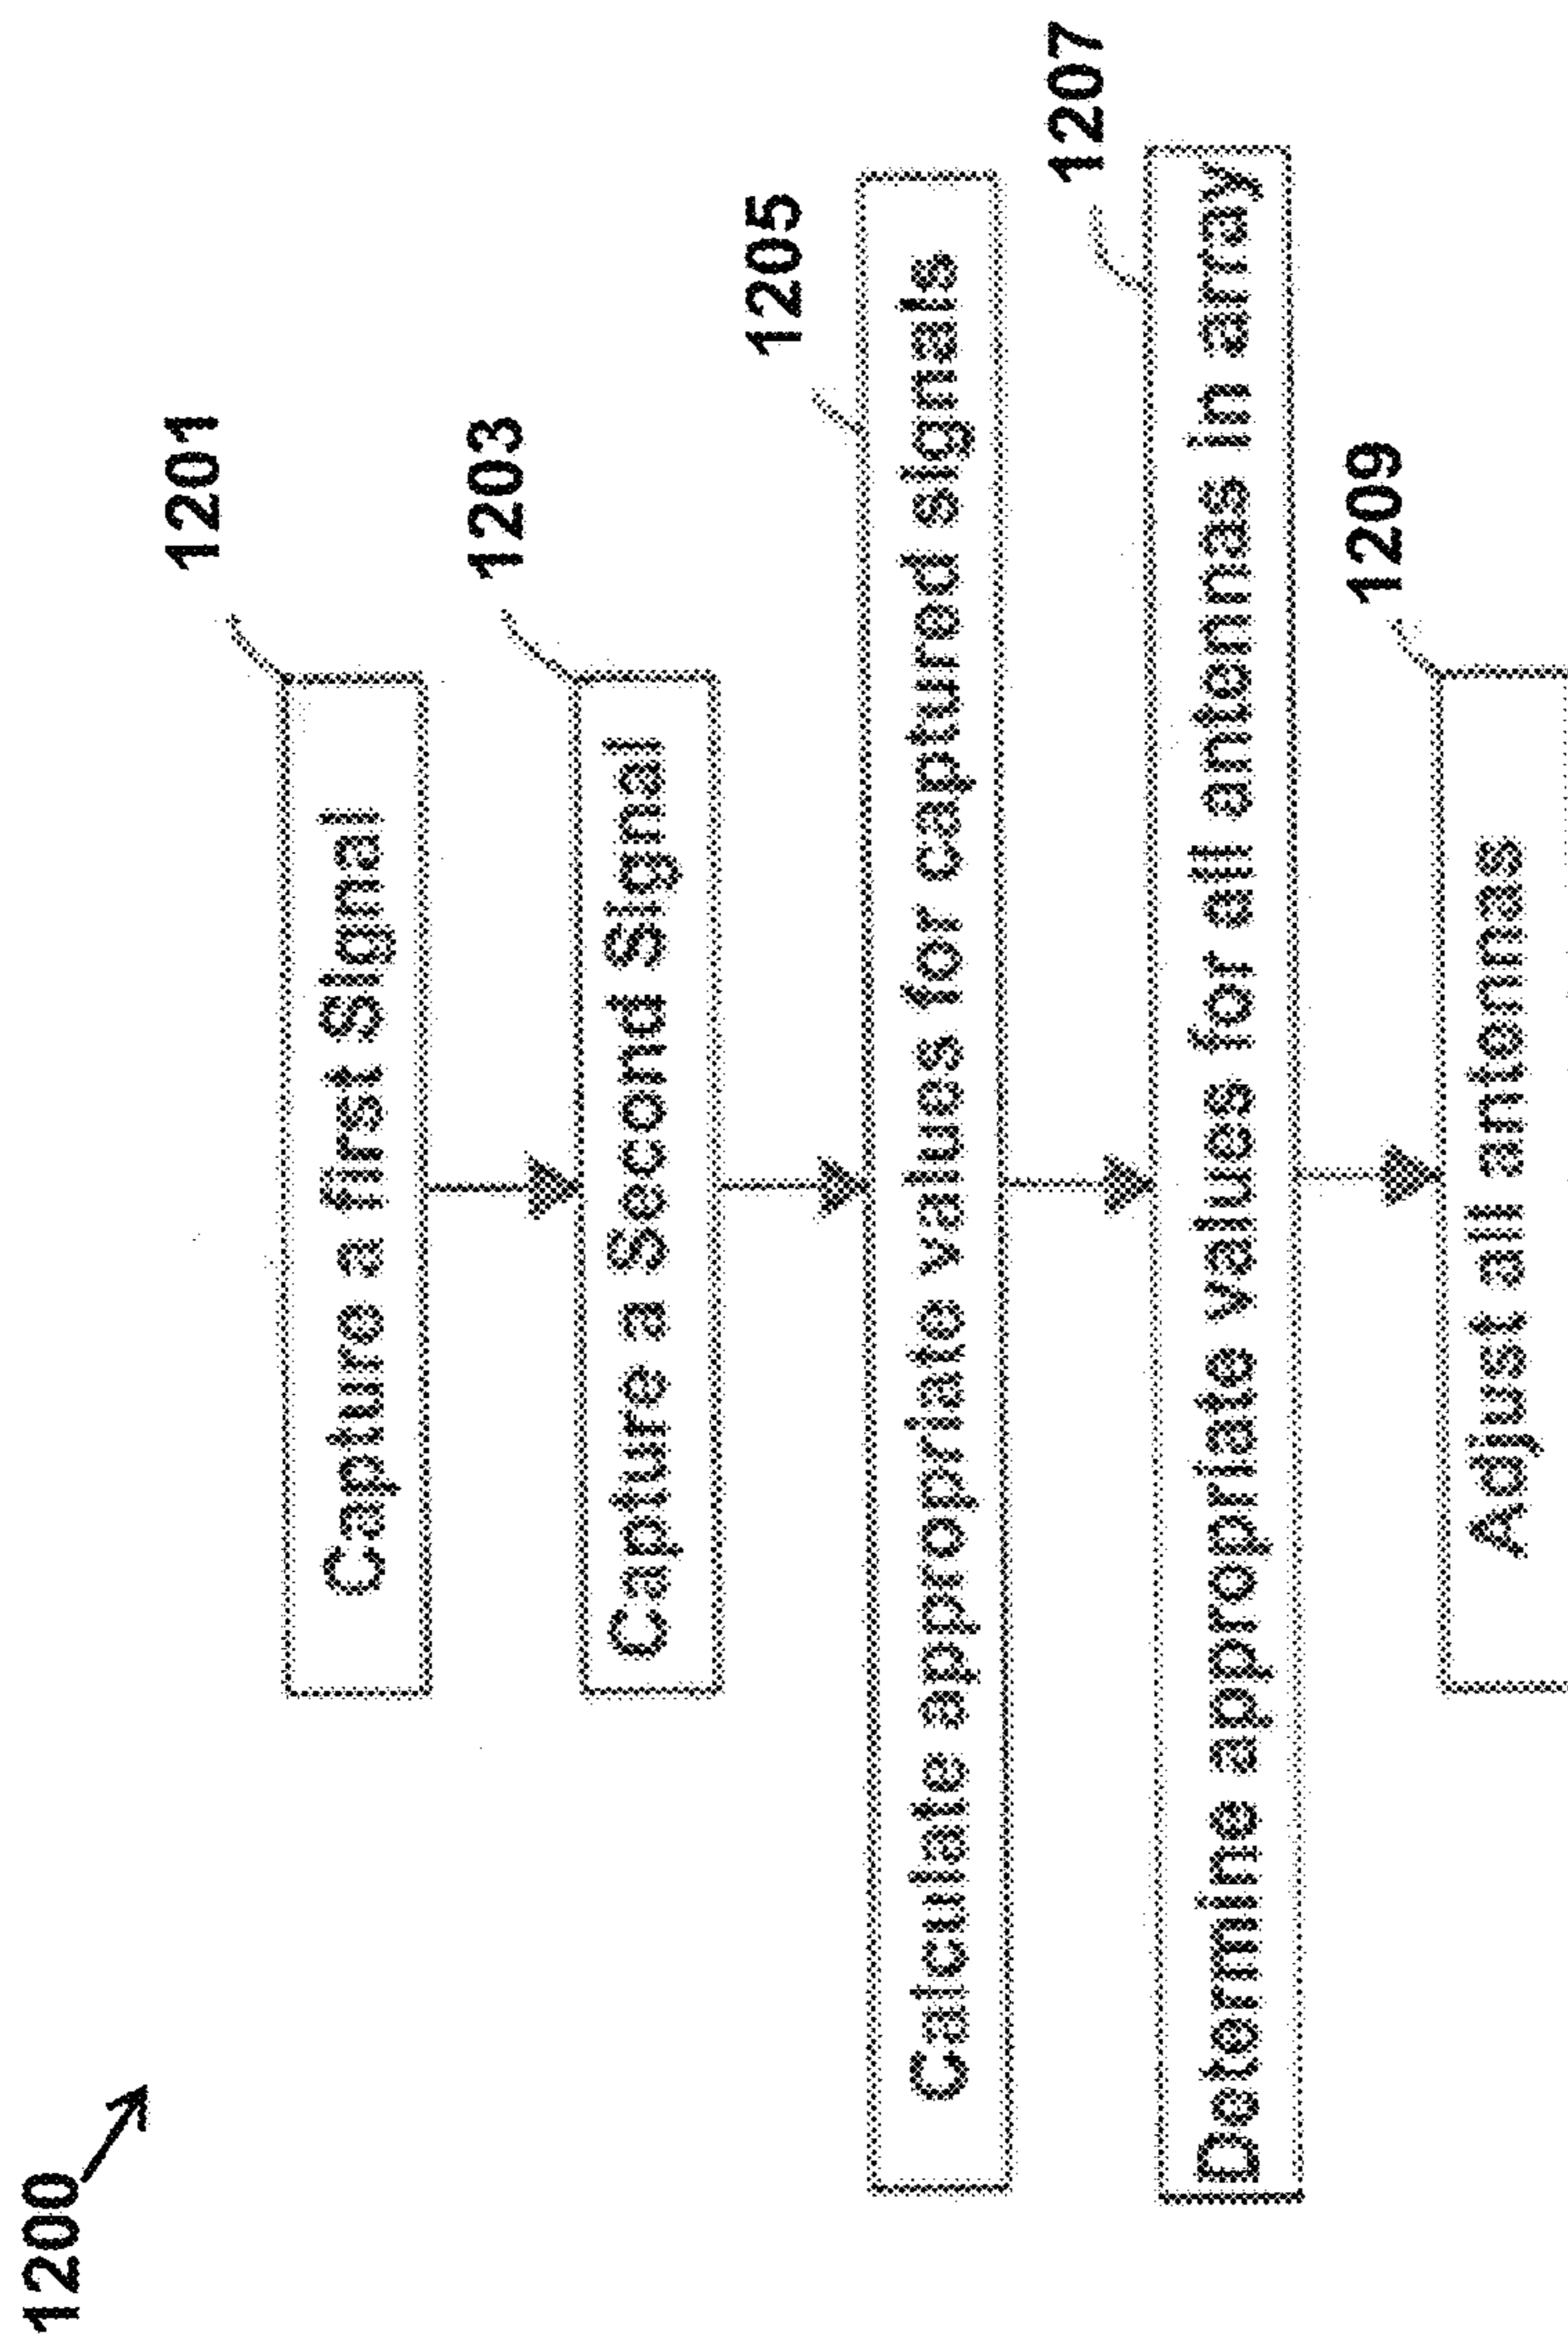 1200
1201
Capture a first Signal
1203
Capture a Second Signal
1205
Calculate appropriate values for captured signals
1207
Determine appropriate values for all antennas in array
1209
Adjust all antennas